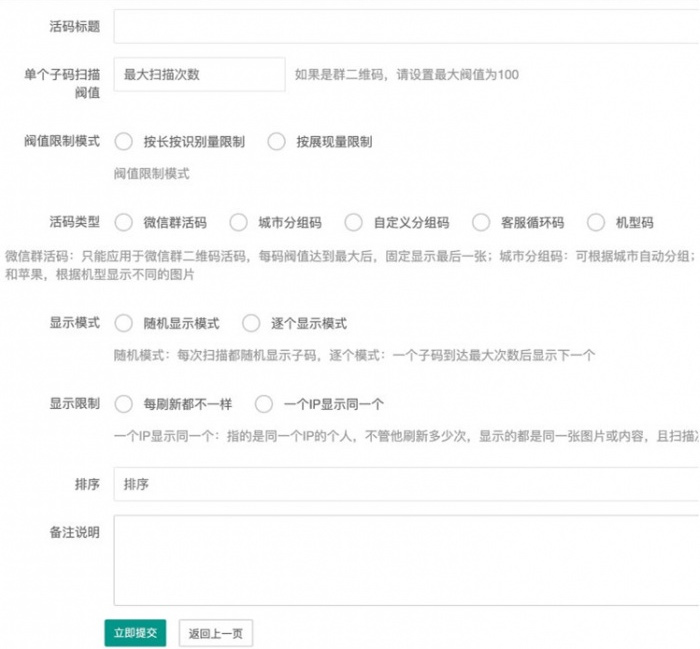 活码标题
单个子码扫描 最大扫描次数 如果是群二维码，请设置最大阀值为100
阀值
阀值限制模式 按长按识别量限制 按展现量限制
阀值限制模式
活码类型 微信群活码 城市分组码 自定义分组码 客服循环码 机型码
微信群活码：只能应用于微信群二维码活码，每码阀值达到最大后，固定显示最后一张；城市分组码：可根据城市自动分组；
和苹果，根据机型显示不同的图片
显示模式 随机显示模式 逐个显示模式
随机模式：每次扫描都随机显示子码，逐个模式：一个子码到达最大次数后显示下一个
显示限制 每刷新都不一样 一个IP显示同一个
一个IP显示同一个：指的是同一个IP的个人，不管他刷新多少次，显示的都是同一张图片或内容，且扫描
排序 排序
备注说明
立即提交 返回上一页